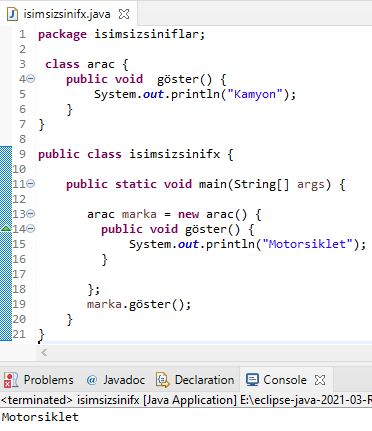 isimsizsinifx.java
1 package isimsizsiniflar;
2
3 class arac {
4 public void  göster() {
5 System.out.println("Kamyon");
6 }
7 }
8
9 public class isimsizsinifx {
10
11 public static void main(String[] args) {
12
13 arac marka = new arac() {
14 public void göster() {
15 System.out.println("Motorsiklet");
16 }
17
18 };
19 marka.göster();
20 }
21 }
Problems @ Javadoc Declaration Console
<terminated> isimsizsinifx [Java Application] E:\eclipse-java-2021-03-R
Motorsiklet